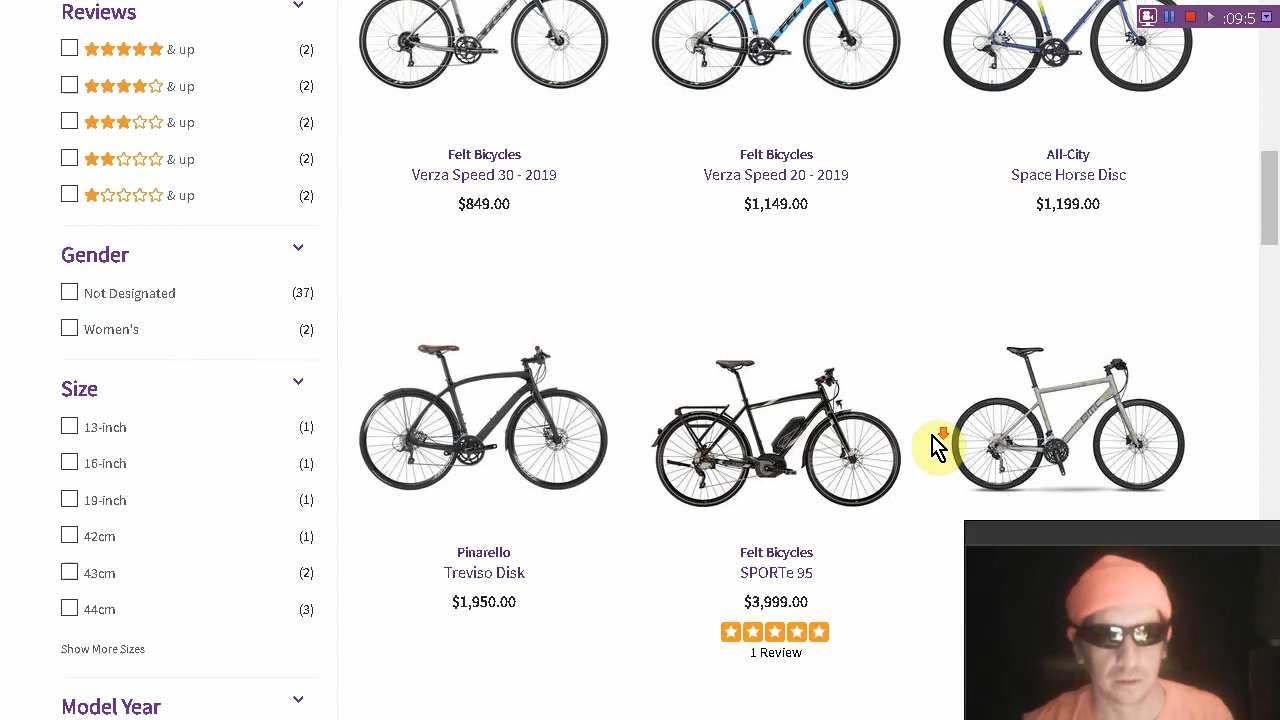 :09:5
Reviews
& up (2)
& up (2)
& up (2)
& up (2)
& up (2)
Gender
Not Designated (37)
Women's (2)
Size
13-inch (1)
16-inch (1)
19-inch (1)
42cm (1)
43cm (2)
44cm (3)
Show More Sizes
Model Year
Felt Bicycles
Verza Speed 30 - 2019
$849.00
Felt Bicycles
Verza Speed 20 - 2019
$1,149.00
All-City
Space Horse Disc
$1,199.00
Pinarello
Treviso Disk
$1,950.00
Felt Bicycles
SPORTe 95
$3,999.00
1 Review